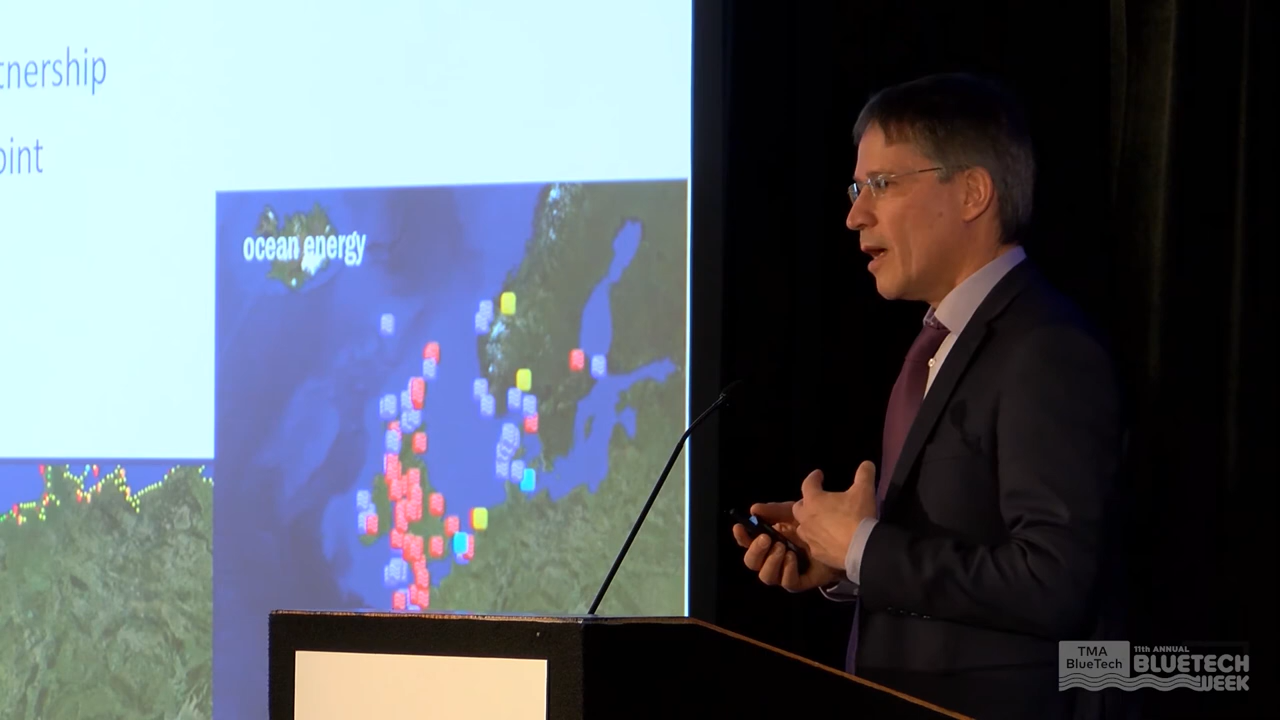 tnership
oint
ocean energy
TMA
BlueTech
11TH ANNUAL
BLUETECH
WEEK